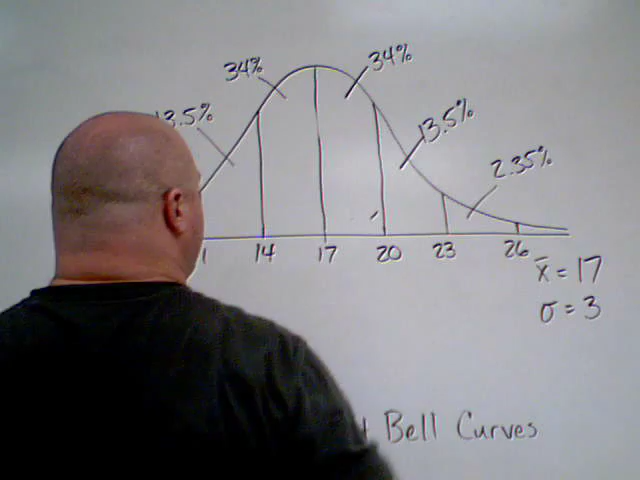 34% 34%
13.5% 13.5%
2.35%
14 17 20 23 26
x̄ = 17
σ = 3
Bell Curves